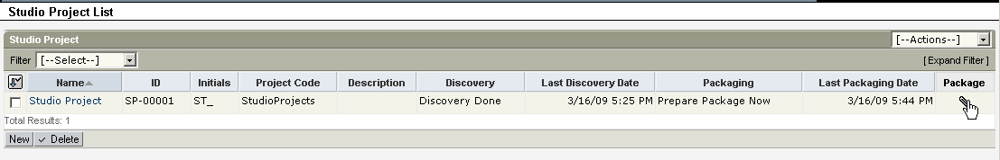 Studio Project List
Studio Project [--Actions--]
Filter [--Select--] [ Expand Filter ]
Name ID Initials Project Code Description Discovery Last Discovery Date Packaging Last Packaging Date Package
Studio Project SP-00001 ST_ StudioProjects Discovery Done 3/16/09 5:25 PM Prepare Package Now 3/16/09 5:44 PM
Total Results: 1
New Delete